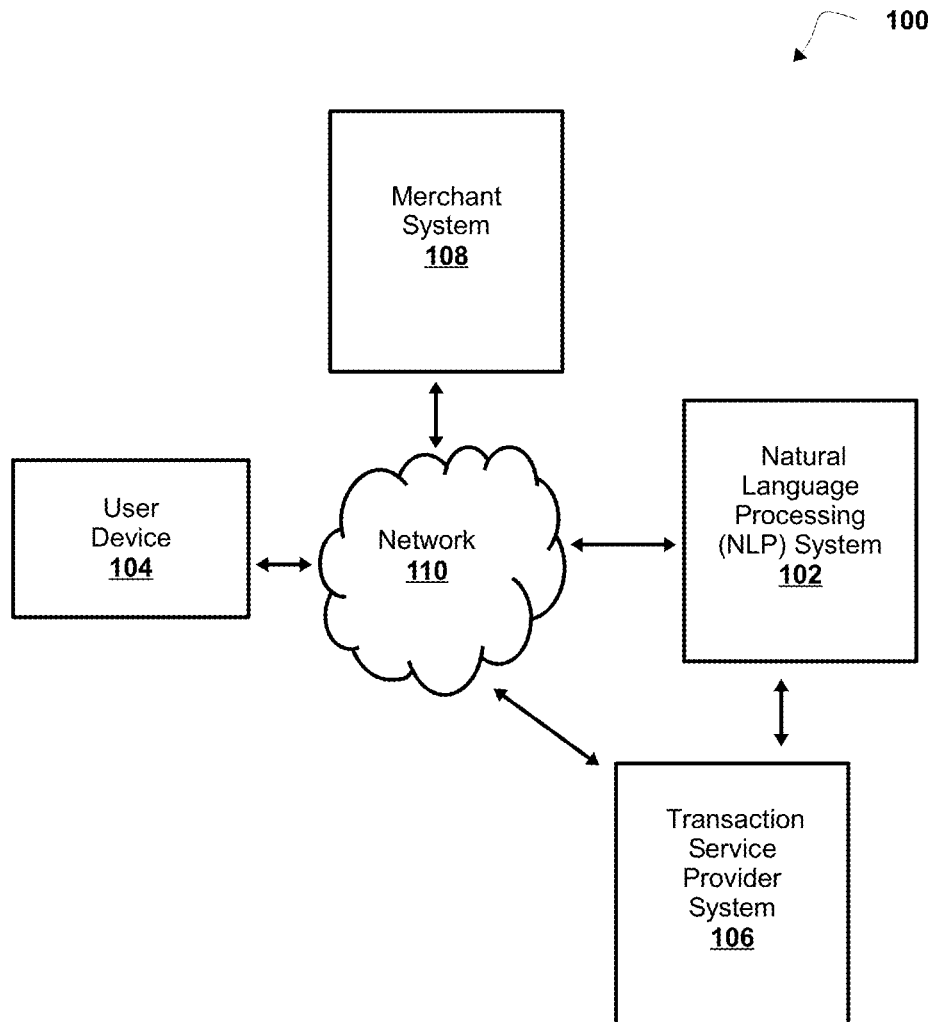 100
Merchant
System
108
Natural
Language
Processing
(NLP) System
102
User
Device
104
Network
110
Transaction
Service
Provider
System
106